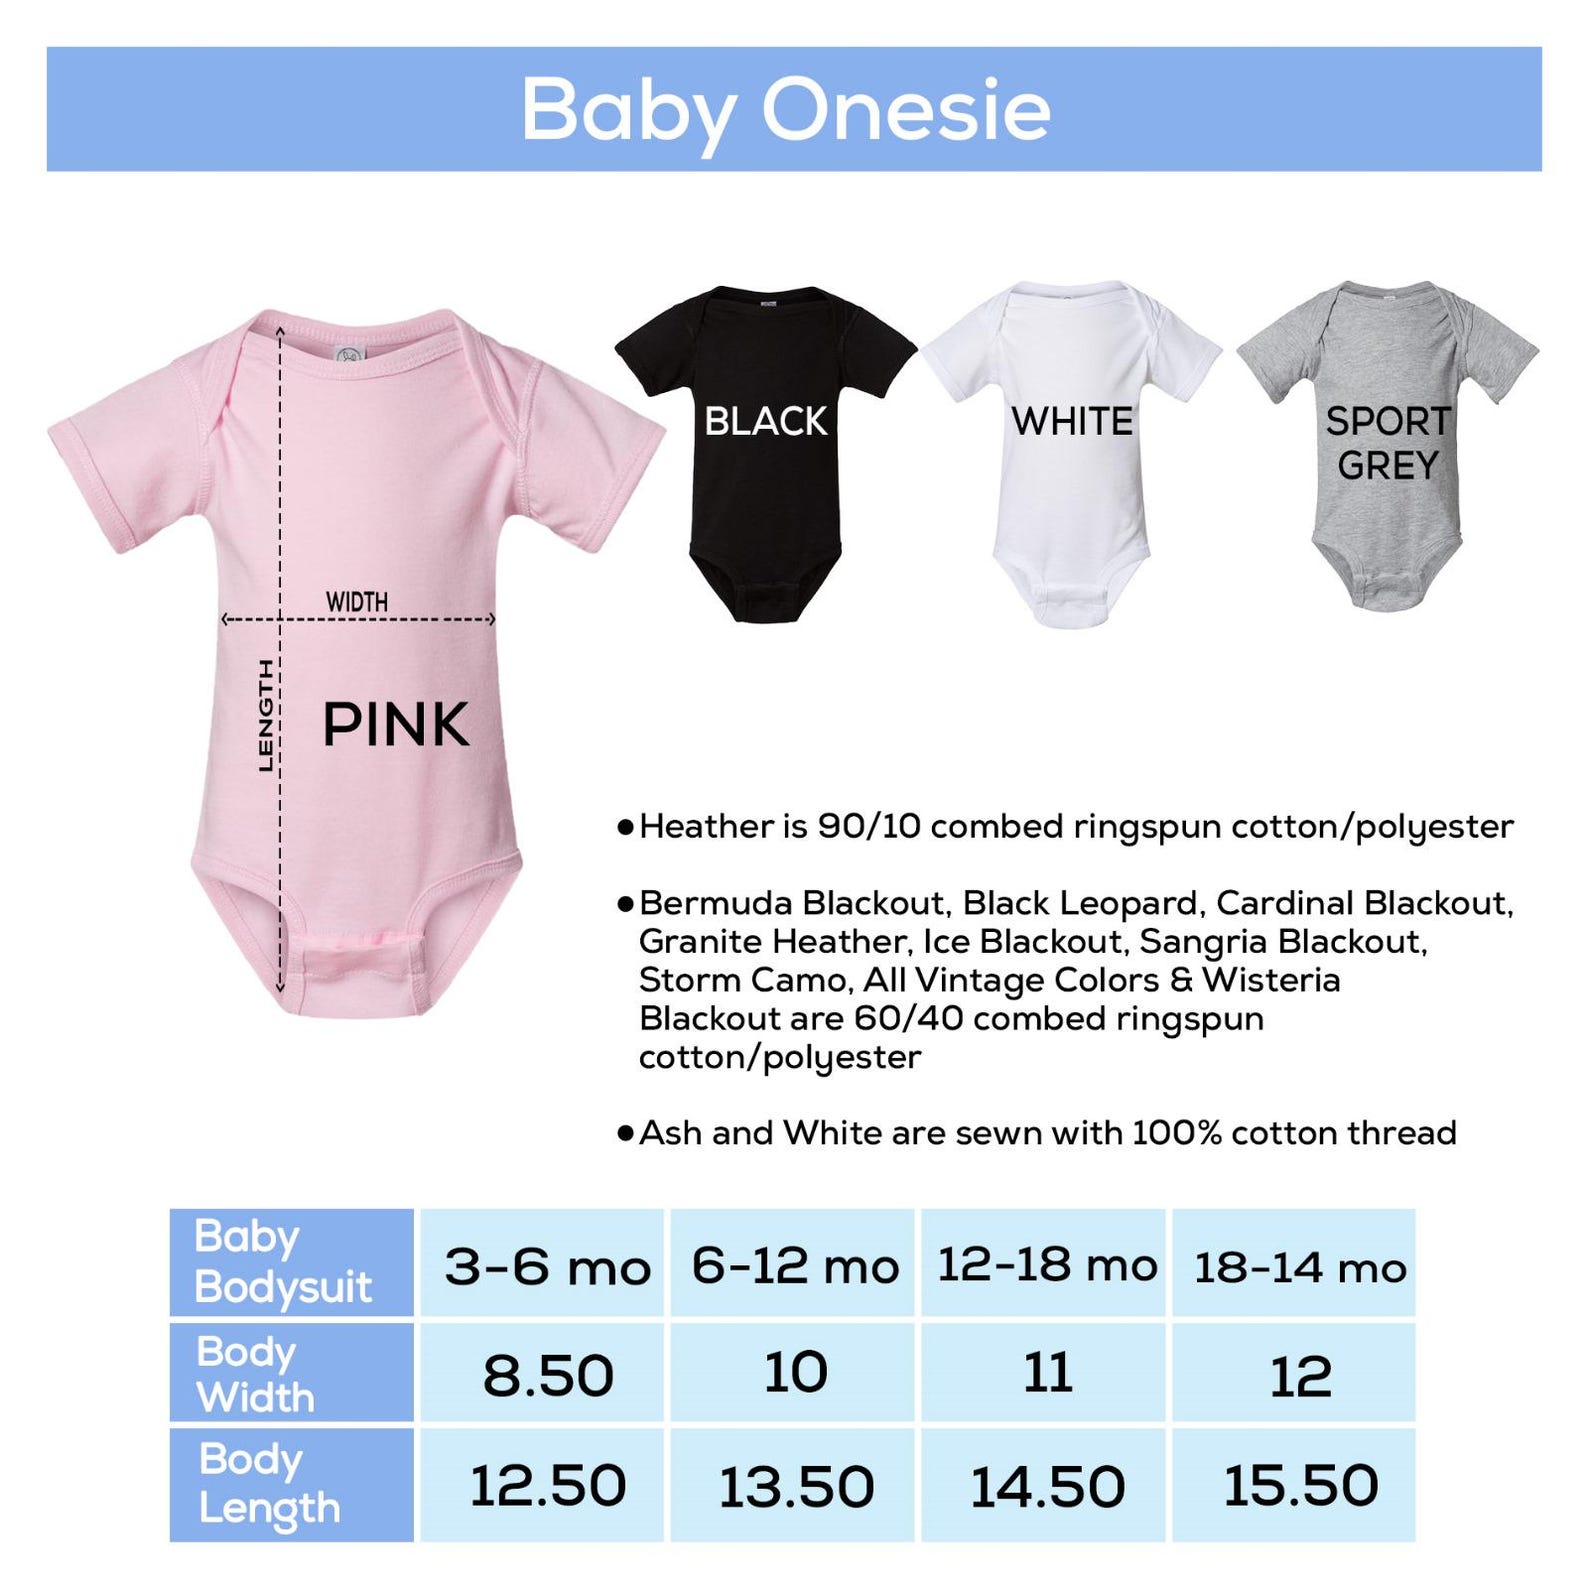 Baby Onesie
BLACK
WHITE
SPORT
GREY
WIDTH
LENGTH
PINK
●Heather is 90/10 combed ringspun cotton/polyester
●Bermuda Blackout, Black Leopard, Cardinal Blackout,
Granite Heather, Ice Blackout, Sangria Blackout,
Storm Camo, All Vintage Colors & Wisteria
Blackout are 60/40 combed ringspun
cotton/polyester
●Ash and White are sewn with 100% cotton thread
Baby
Bodysuit
3-6 mo
6-12 mo
12-18 mo
18-14 mo
Body
Width
8.50
10
11
12
Body
Length
12.50
13.50
14.50
15.50